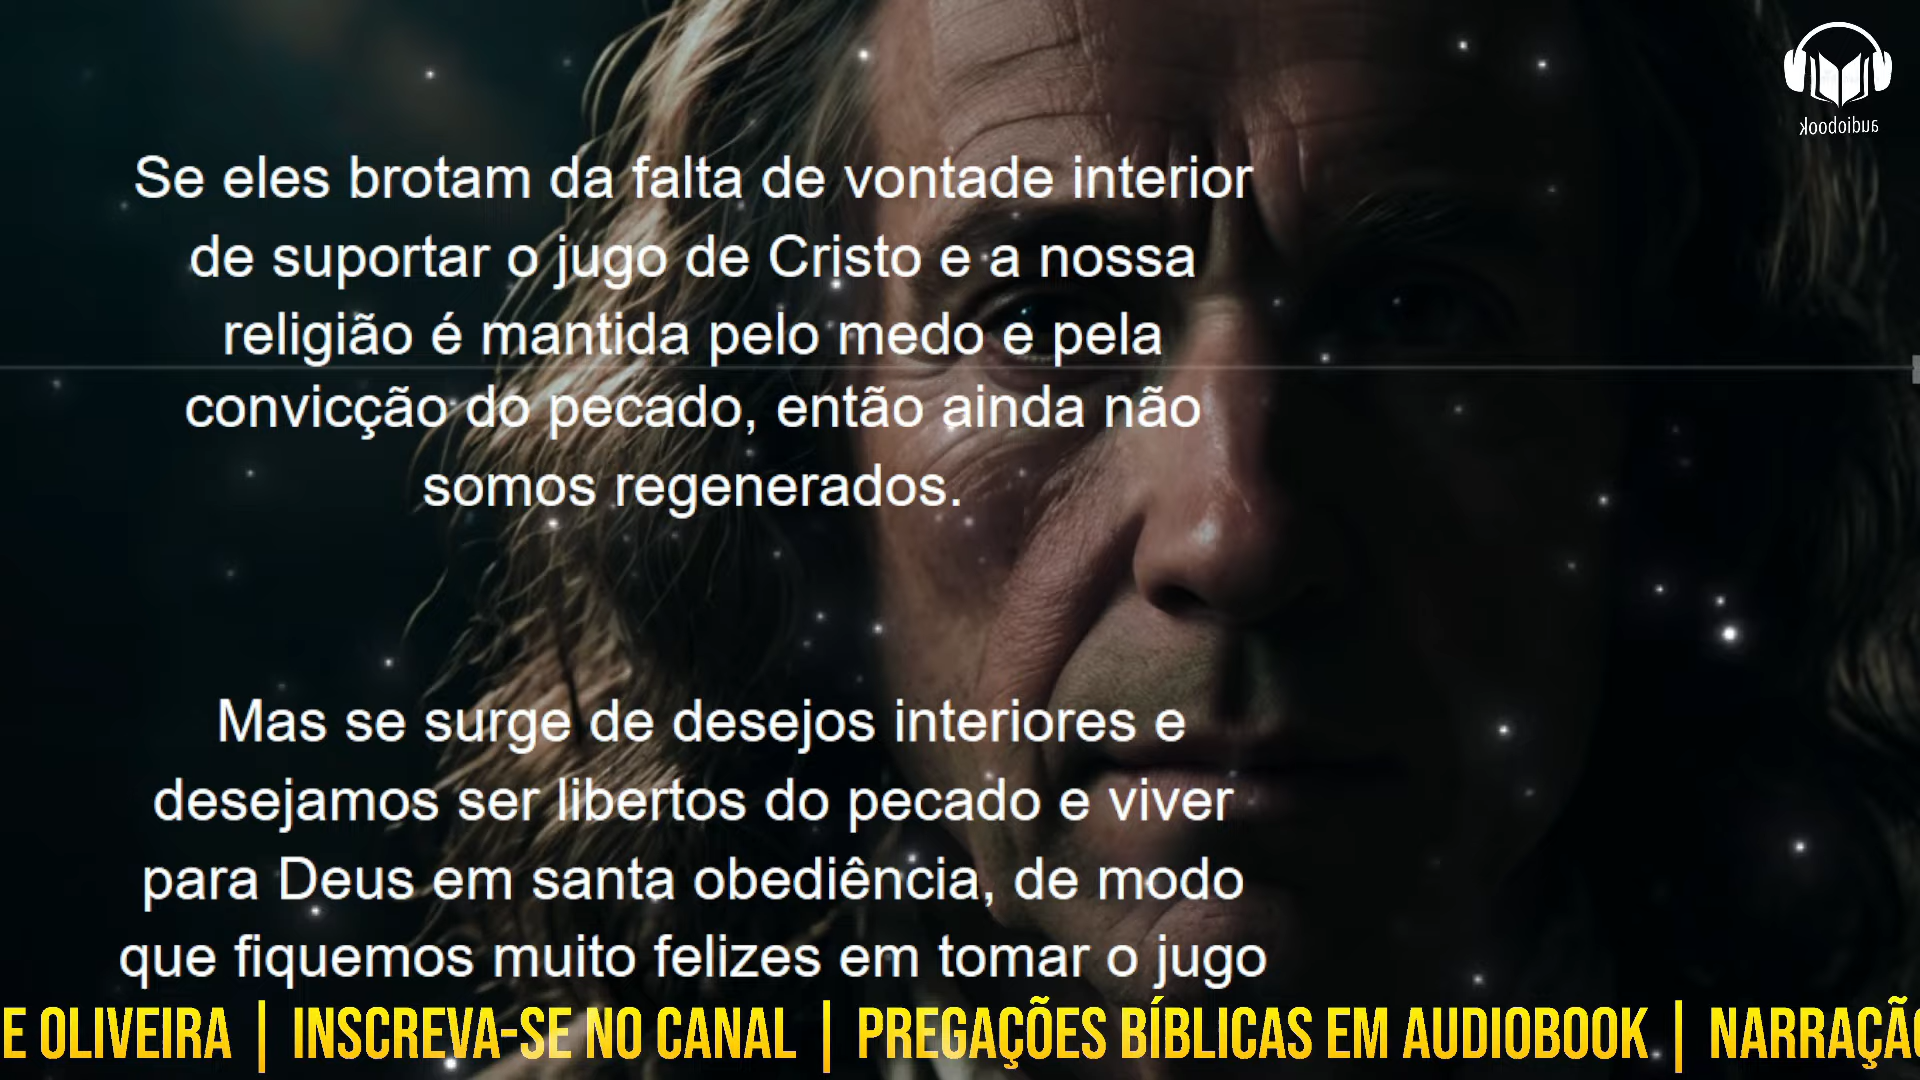 audiobook
Se eles brotam da falta de vontade interior
de suportar o jugo de Cristo e a nossa
religião é mantida pelo medo e pela
convicção do pecado, então ainda não
somos regenerados.
Mas se surge de desejos interiores e
desejamos ser libertos do pecado e viver
para Deus em santa obediência, de modo
que fiquemos muito felizes em tomar o jugo
E OLIVEIRA | INSCREVA-SE NO CANAL | PREGAÇÕES BÍBLICAS EM AUDIOBOOK | NARRAÇÃO